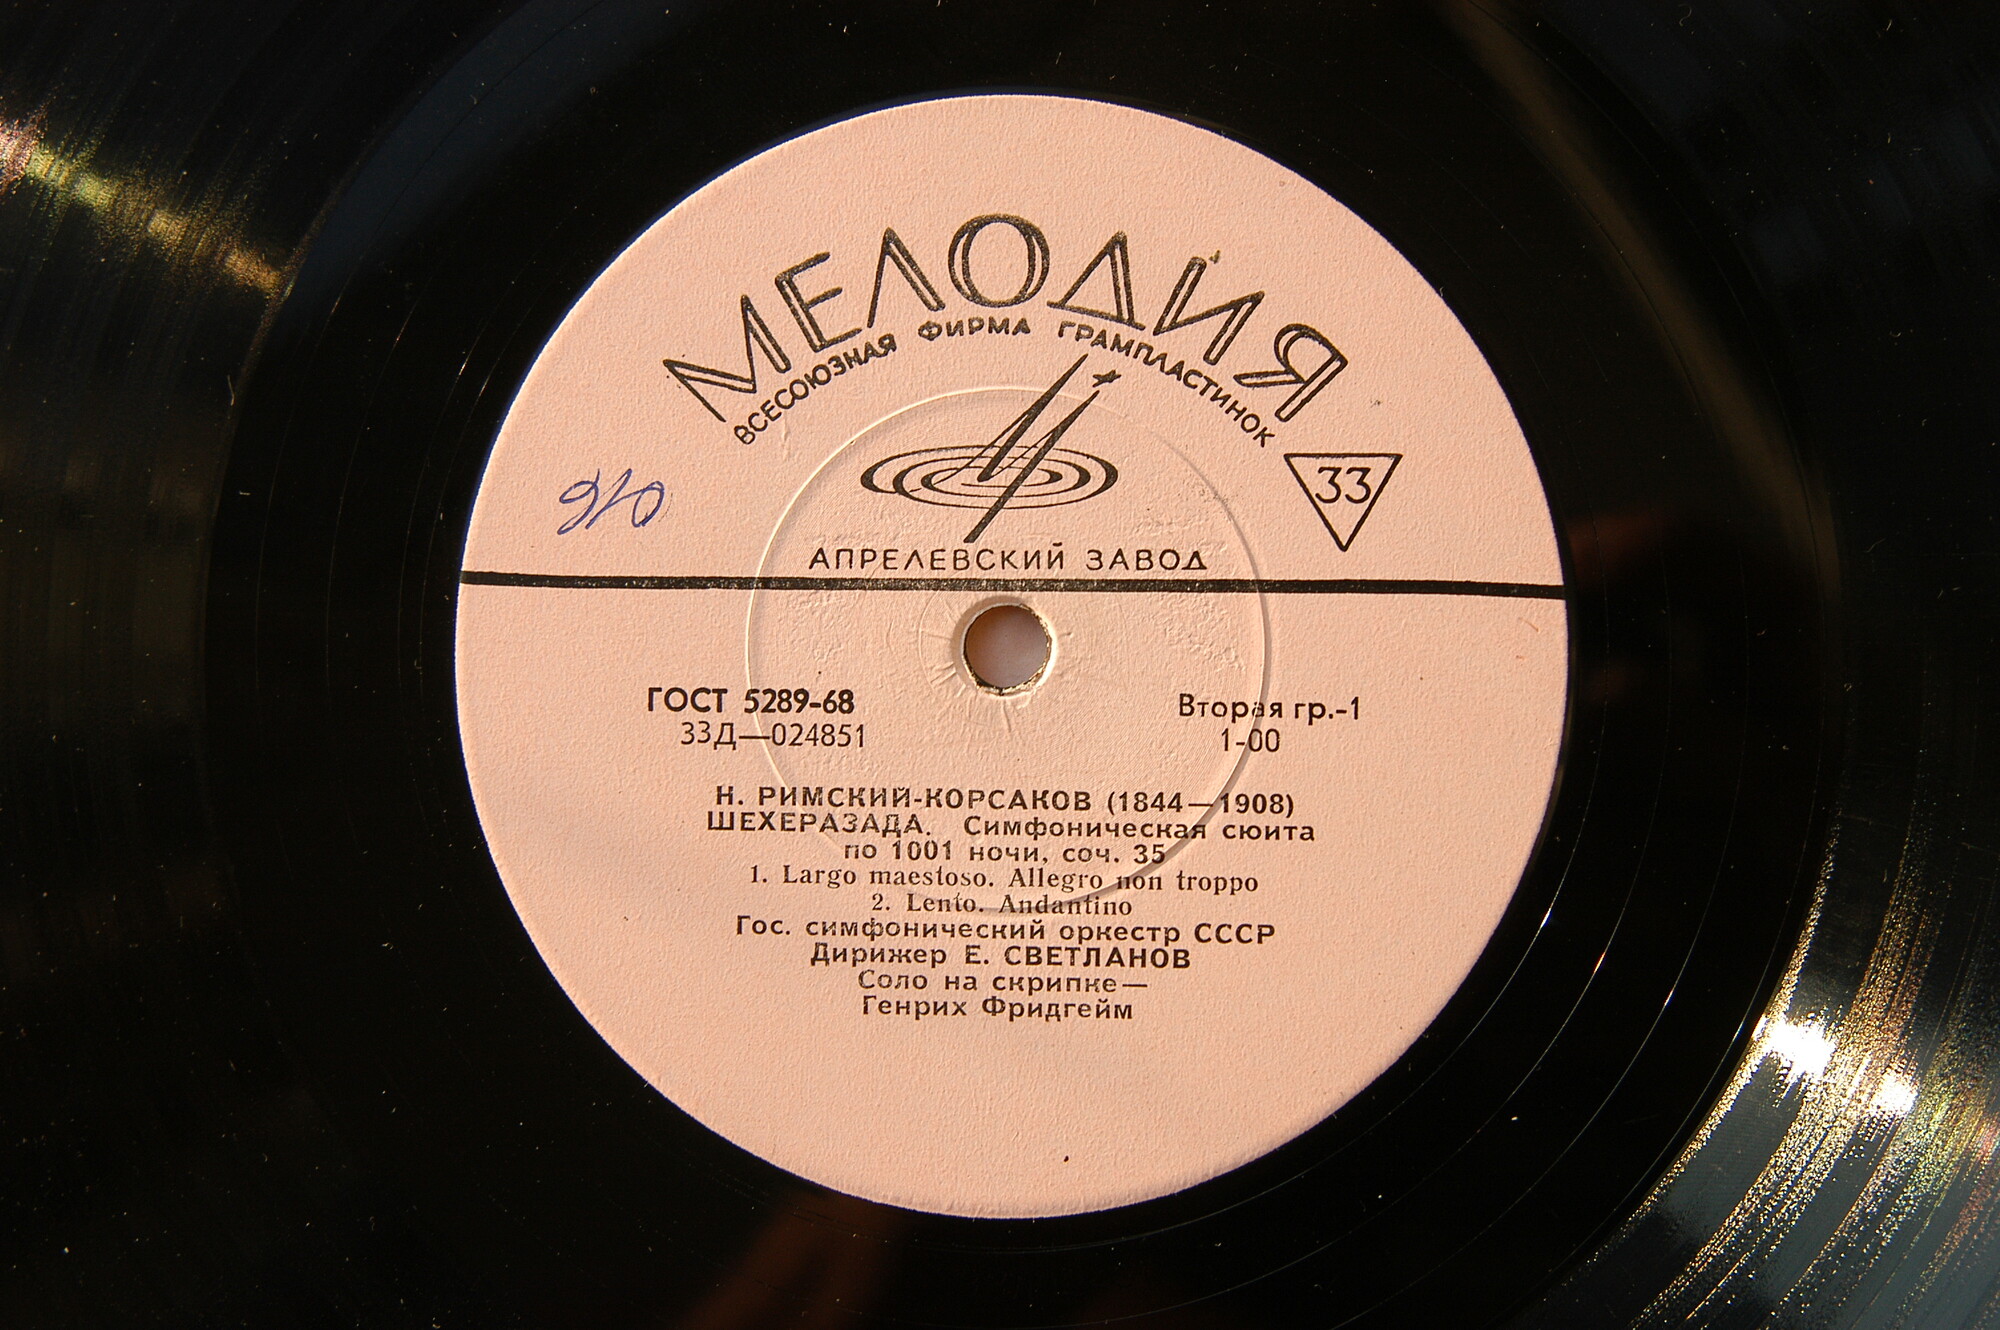 МЕЛОДИЯ
ВСЕСОЮЗНАЯ ФИРМА ГРАМПЛАСТИНОК
33
АПРЕЛЕВСКИЙ ЗАВОД
ГОСТ 5289-68
33Д—024851
Вторая гр.-1
1-00
Н. РИМСКИЙ-КОРСАКОВ (1844—1908)
ШЕХЕРАЗАДА. Симфоническая сюита
по 1001 ночи, соч. 35
1. Largo maestoso. Allegro non troppo
2. Lento. Andantino
Гос. симфонический оркестр СССР
Дирижер Е. СВЕТЛАНОВ
Соло на скрипке—
Генрих Фридгейм